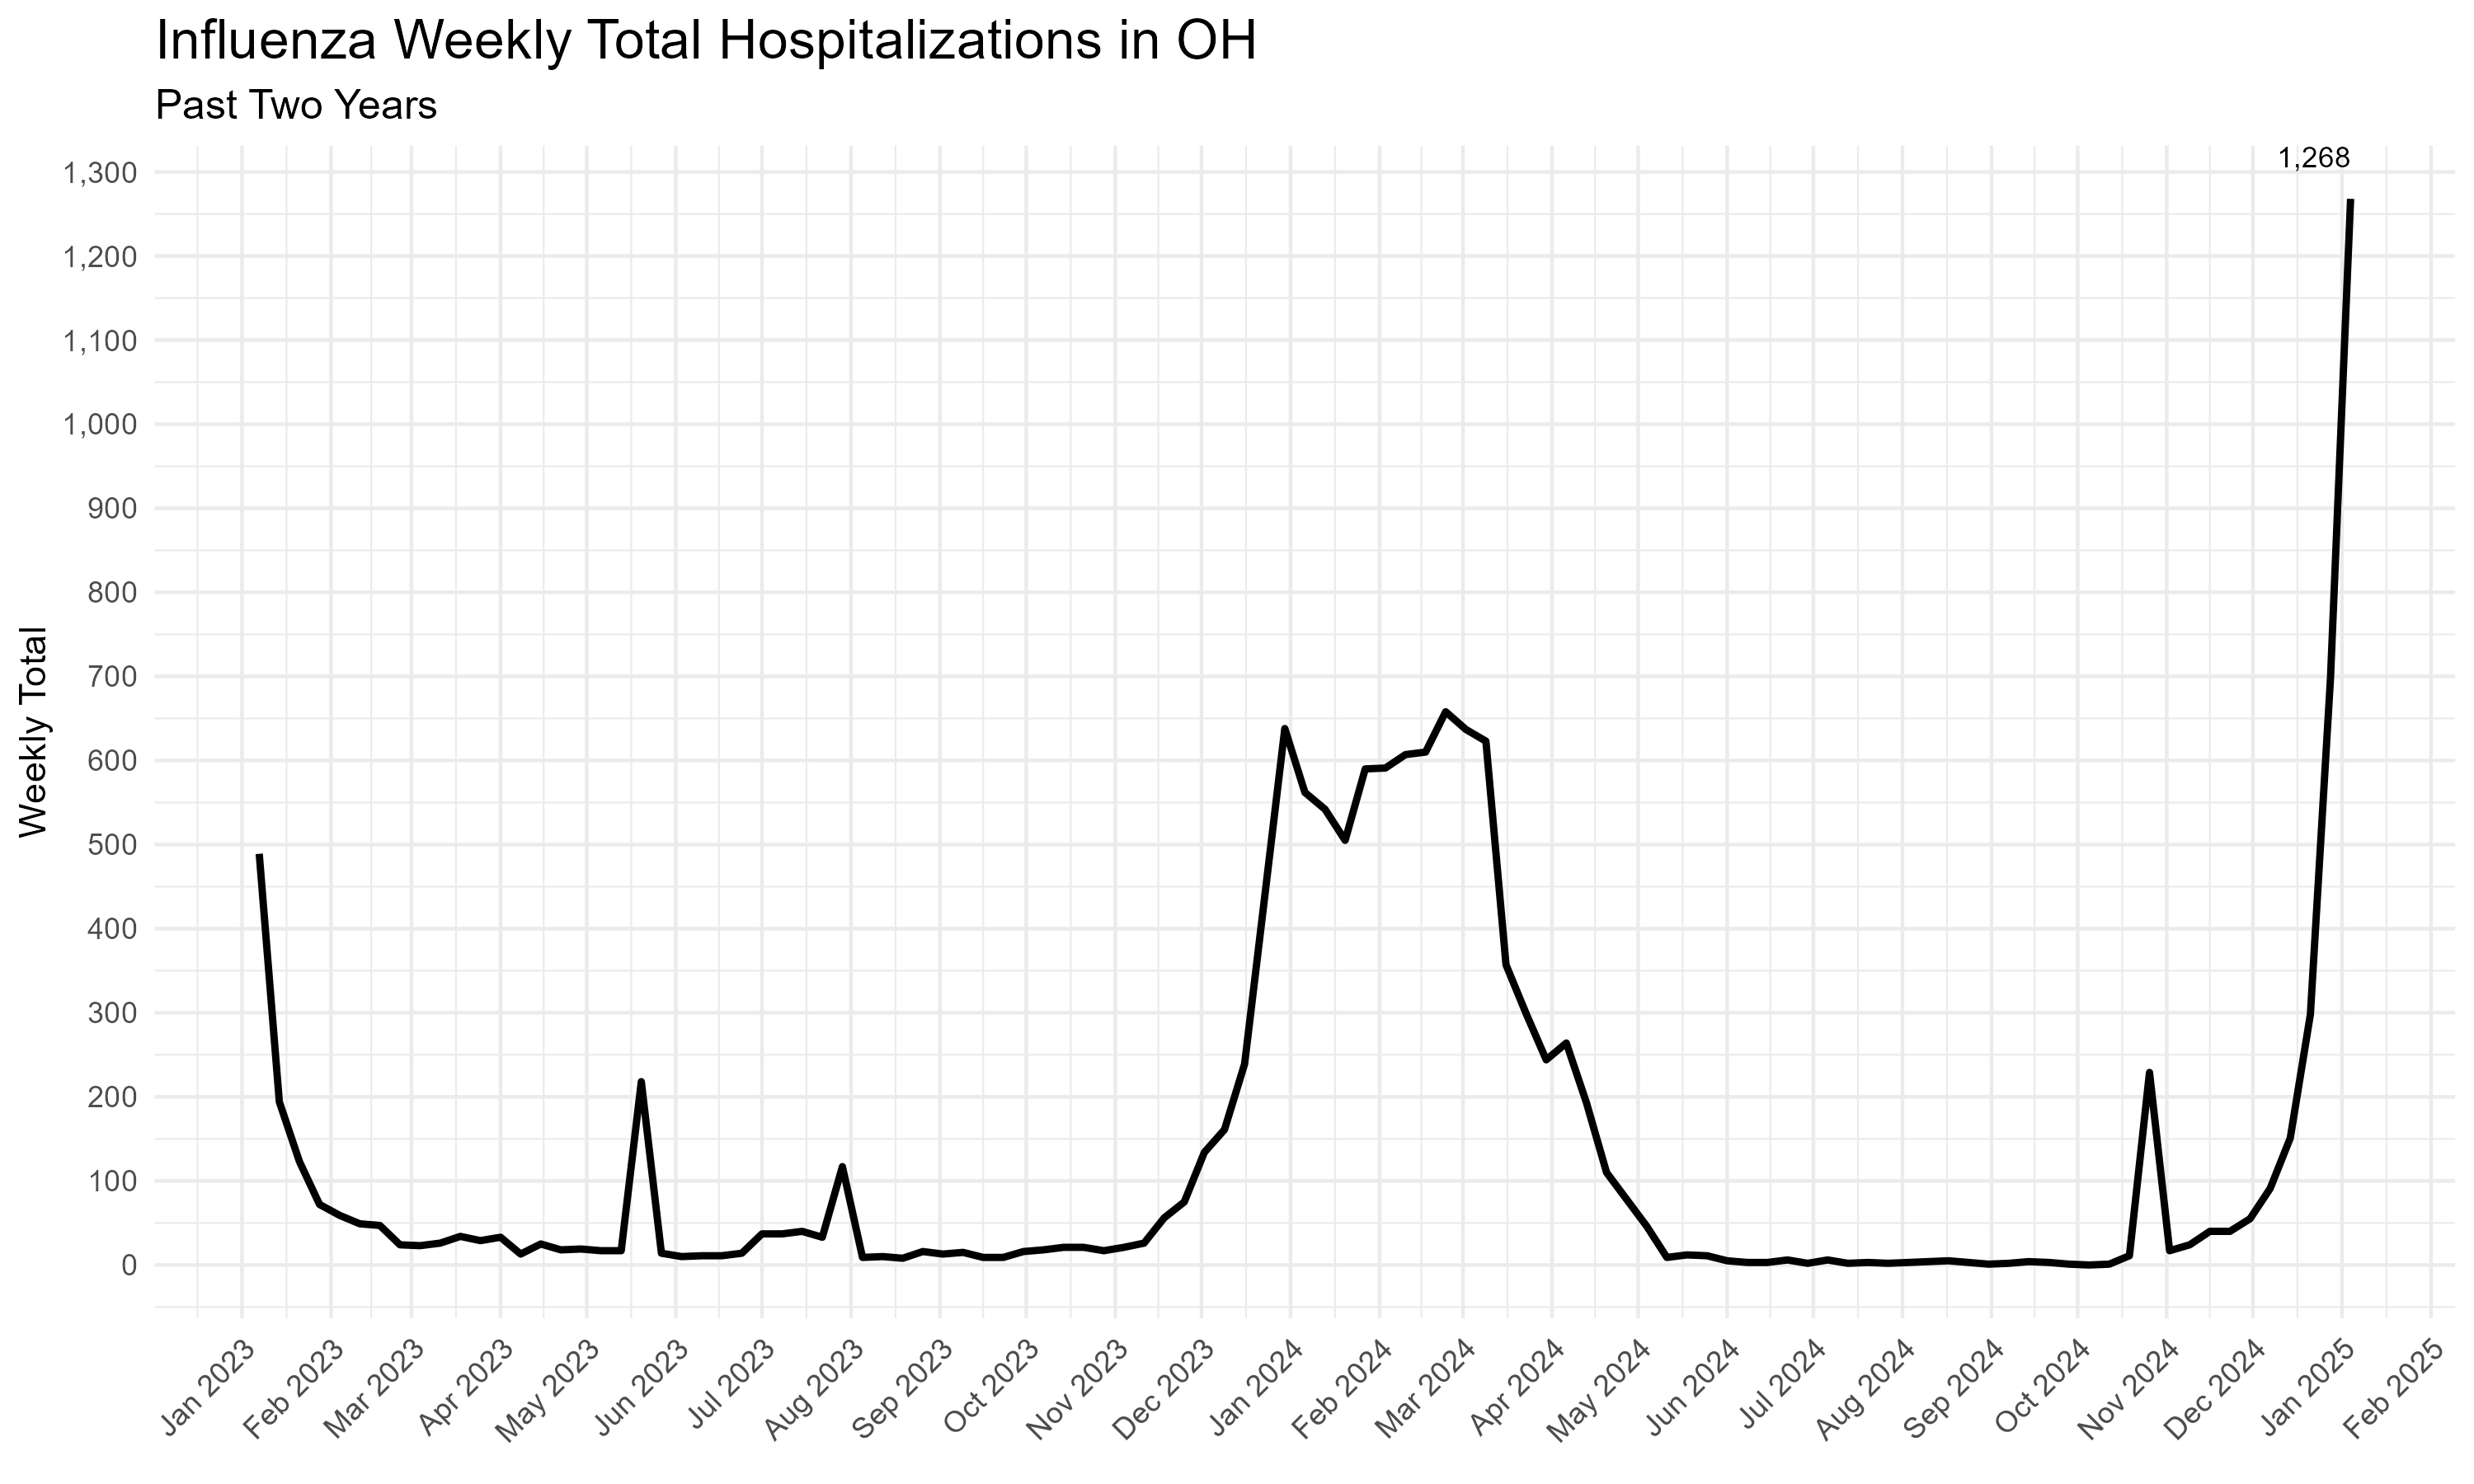 Influenza Weekly Total Hospitalizations in OH
Past Two Years
1,268
Weekly Total
1,300
1,200
1,100
1,000
900
800
700
600
500
400
300
200
100
0
Jan 2023
Feb 2023
Mar 2023
Apr 2023
May 2023
Jun 2023
Jul 2023
Aug 2023
Sep 2023
Oct 2023
Nov 2023
Dec 2023
Jan 2024
Feb 2024
Mar 2024
Apr 2024
May 2024
Jun 2024
Jul 2024
Aug 2024
Sep 2024
Oct 2024
Nov 2024
Dec 2024
Jan 2025
Feb 2025